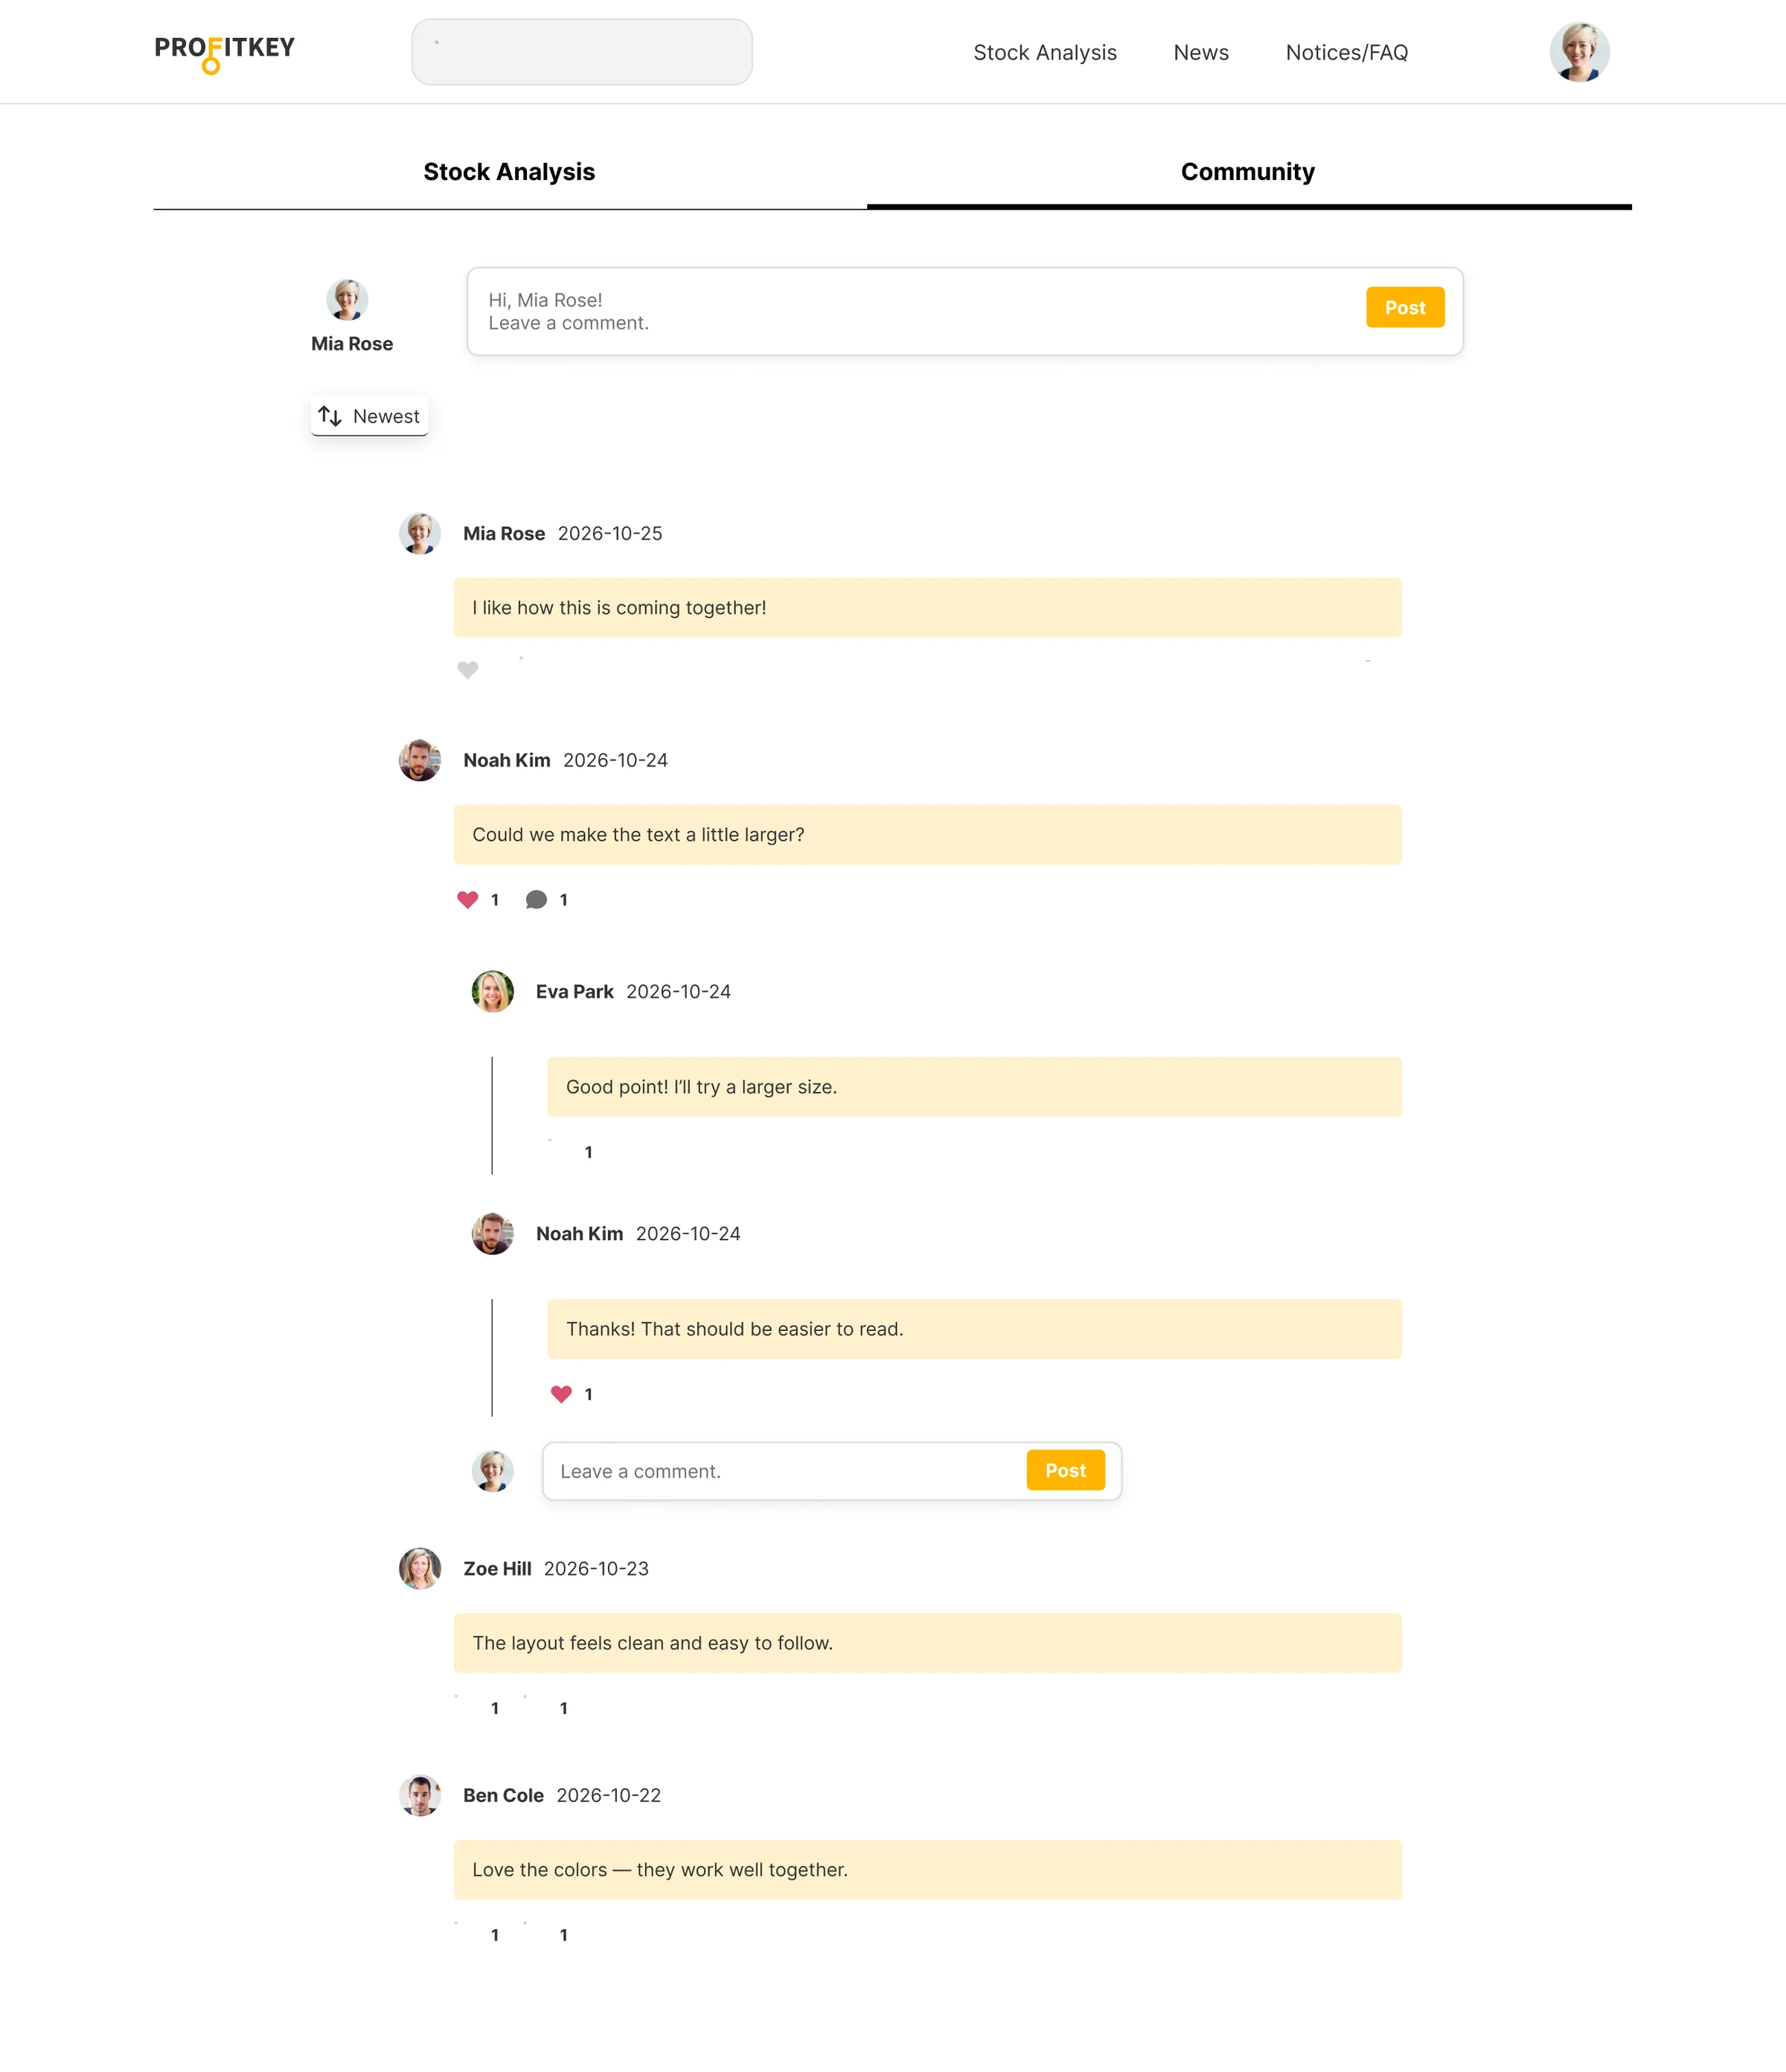 PROFITKEY
Stock Analysis
News
Notices/FAQ
Stock Analysis
Community
Hi, Mia Rose!
Leave a comment.
Post
Mia Rose
Newest
Mia Rose 2026-10-25
I like how this is coming together!
Noah Kim 2026-10-24
Could we make the text a little larger?
1 1
Eva Park 2026-10-24
Good point! I’ll try a larger size.
1
Noah Kim 2026-10-24
Thanks! That should be easier to read.
1
Leave a comment.
Post
Zoe Hill 2026-10-23
The layout feels clean and easy to follow.
1 1
Ben Cole 2026-10-22
Love the colors — they work well together.
1 1